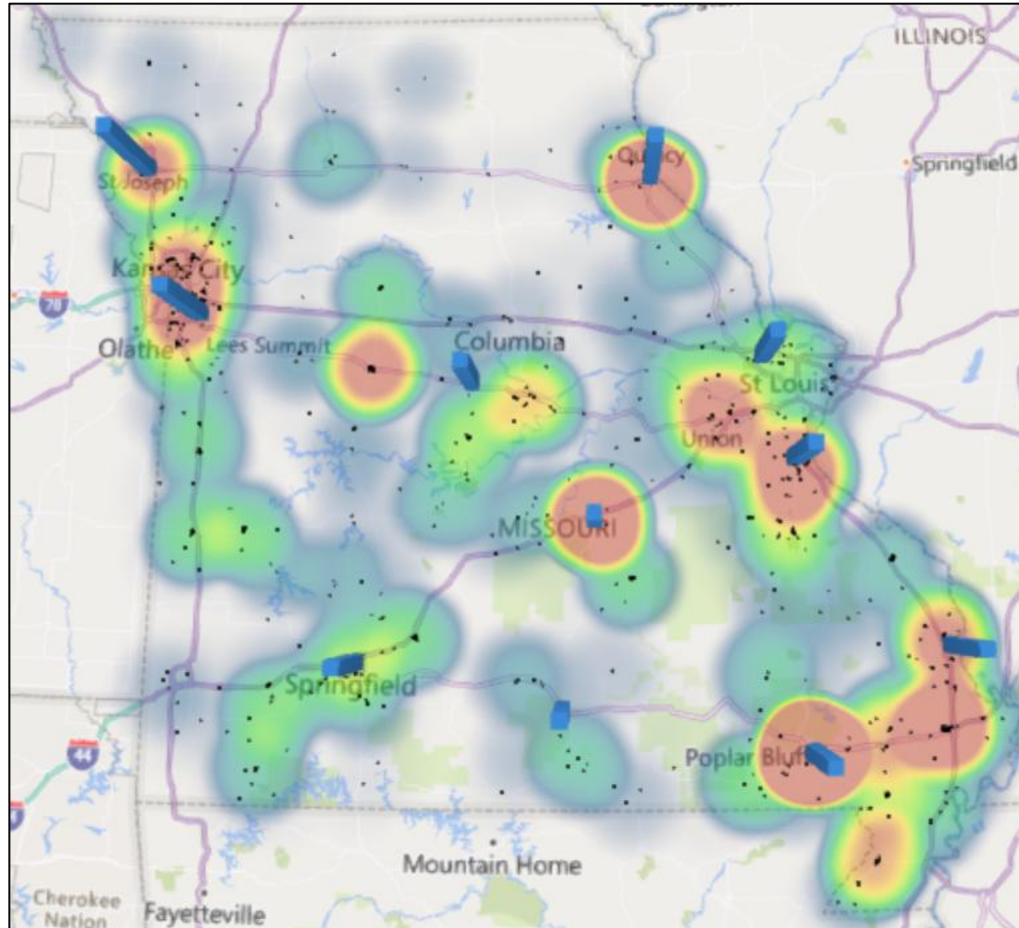 ILLINOIS
Quincy
Springfield
St Joseph
Kansas City
70
Olathe
Lees Summit
Columbia
St Louis
Union
MISSOURI
Springfield
44
Poplar Bluff
Mountain Home
Cherokee
Nation
Fayetteville